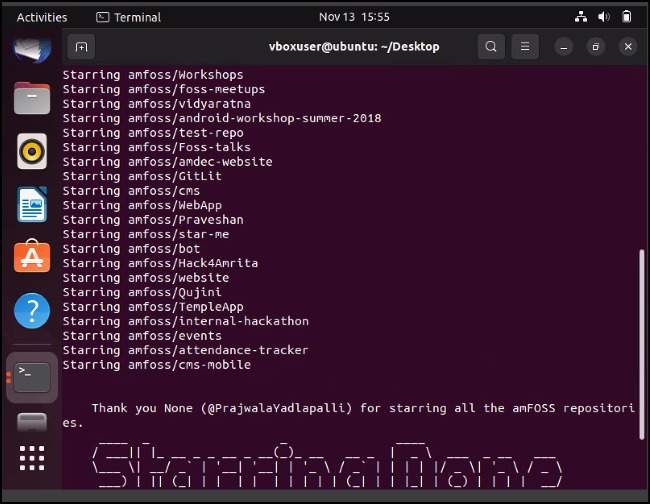 Activities
Terminal
Nov 13 15:55
vboxuser@ubuntu: ~/Desktop
Starring amfoss/Workshops
Starring amfoss/foss-meetups
Starring amfoss/vidyaratna
Starring amfoss/android-workshop-summer-2018
Starring amfoss/test-repo
Starring amfoss/Foss-talks
Starring amfoss/amdec-website
Starring amfoss/GitLit
Starring amfoss/cms
Starring amfoss/WebApp
Starring amfoss/Praveshan
Starring amfoss/star-me
Starring amfoss/bot
Starring amfoss/Hack4Amrita
Starring amfoss/website
Starring amfoss/Qujini
Starring amfoss/TempleApp
Starring amfoss/internal-hackathon
Starring amfoss/events
Starring amfoss/attendance-tracker
Starring amfoss/cms-mobile
Thank you None (@PrajwalaYadlapalli) for starring all the amFOSS repositori
es.
Starring Done